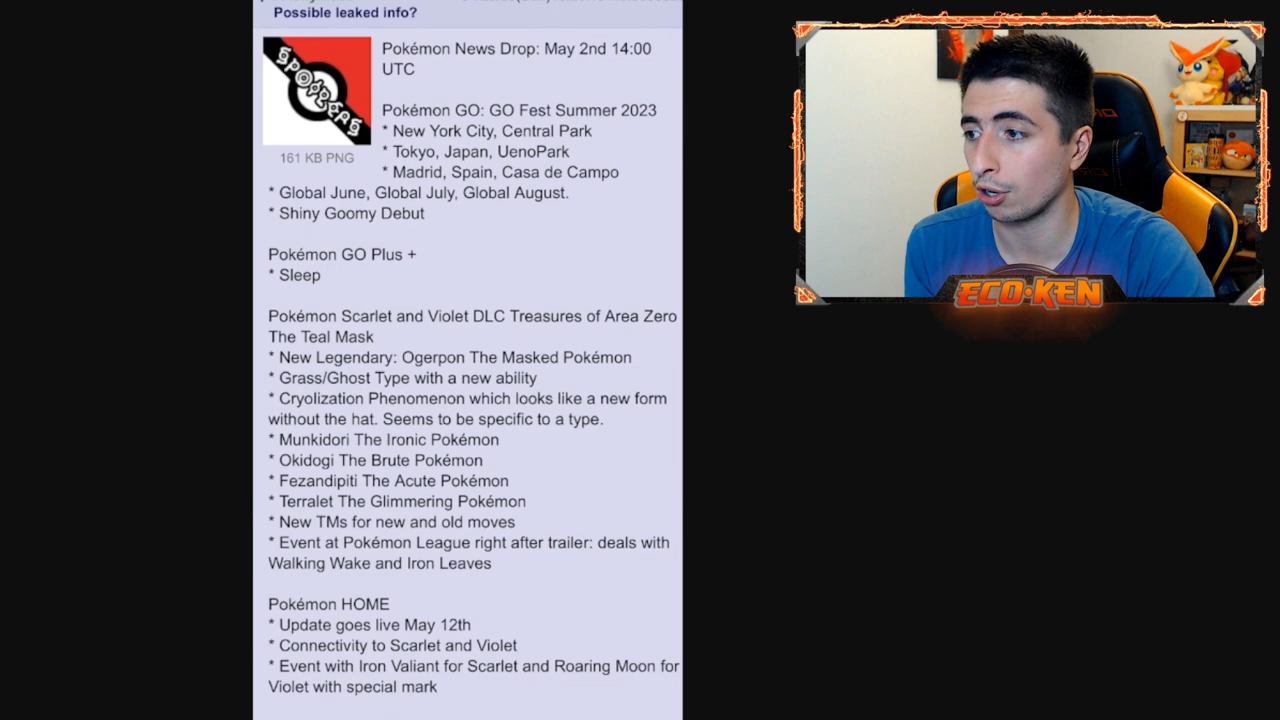 Possible leaked info?
Pokémon News Drop: May 2nd 14:00
UTC
SPOILERS
161 KB PNG
Pokémon GO: GO Fest Summer 2023
* New York City, Central Park
* Tokyo, Japan, UenoPark
* Madrid, Spain, Casa de Campo
* Global June, Global July, Global August.
* Shiny Goomy Debut
Pokémon GO Plus +
* Sleep
Pokémon Scarlet and Violet DLC Treasures of Area Zero
The Teal Mask
* New Legendary: Ogerpon The Masked Pokémon
* Grass/Ghost Type with a new ability
* Cryolization Phenomenon which looks like a new form
without the hat. Seems to be specific to a type.
* Munkidori The Ironic Pokémon
* Okidogi The Brute Pokémon
* Fezandipiti The Acute Pokémon
* Terralet The Glimmering Pokémon
* New TMs for new and old moves
* Event at Pokémon League right after trailer: deals with
Walking Wake and Iron Leaves
Pokémon HOME
* Update goes live May 12th
* Connectivity to Scarlet and Violet
* Event with Iron Valiant for Scarlet and Roaring Moon for
Violet with special mark
ECO·KEN